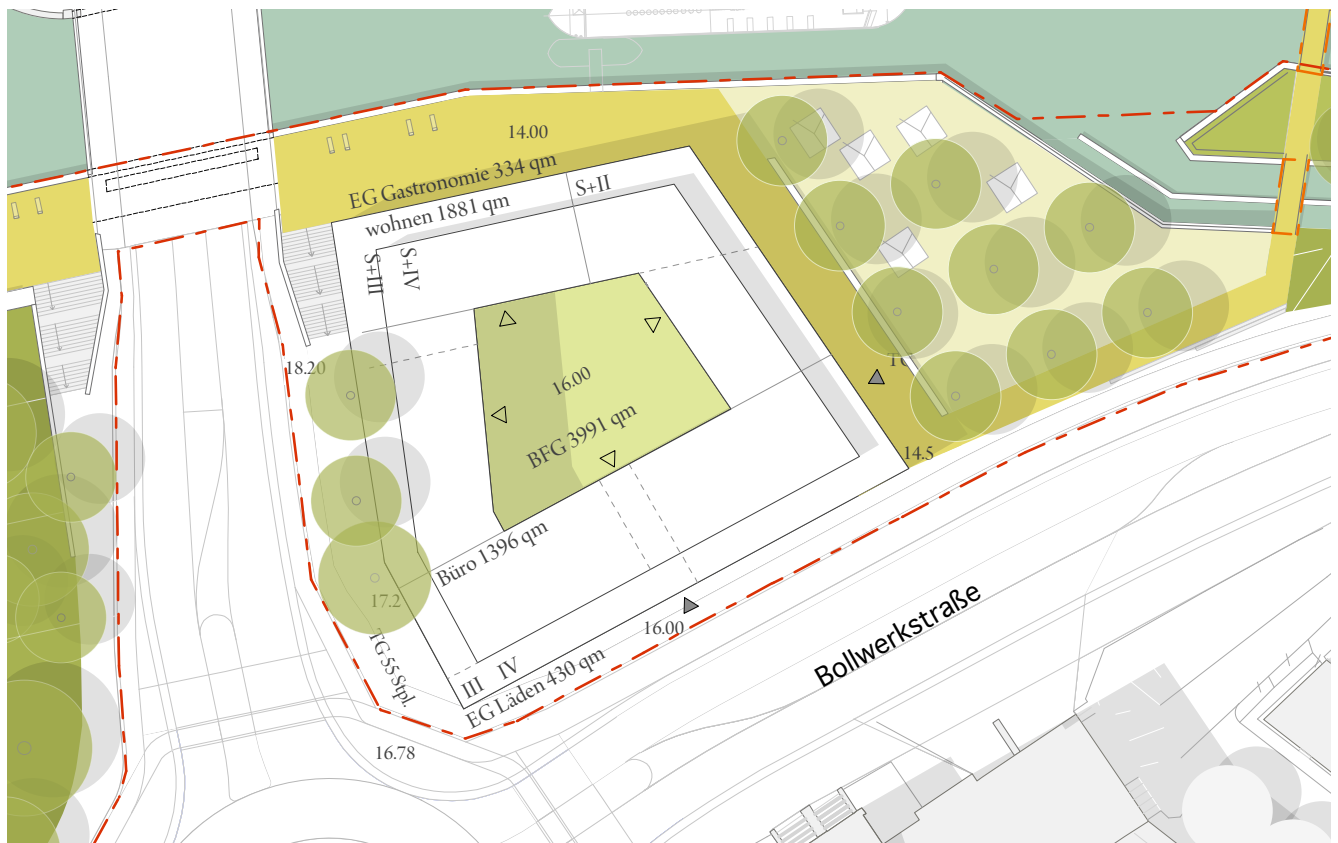 14.00
EG Gastronomie 334 qm
wohnen 1881 qm
S+II
S+III
S+IV
18.20
16.00
BFG 3991 qm
14.5
Büro 1396 qm
17.2
TG 55 Stpl.
16.00
III
IV
EG Läden 430 qm
16.78
Bollwerkstraße